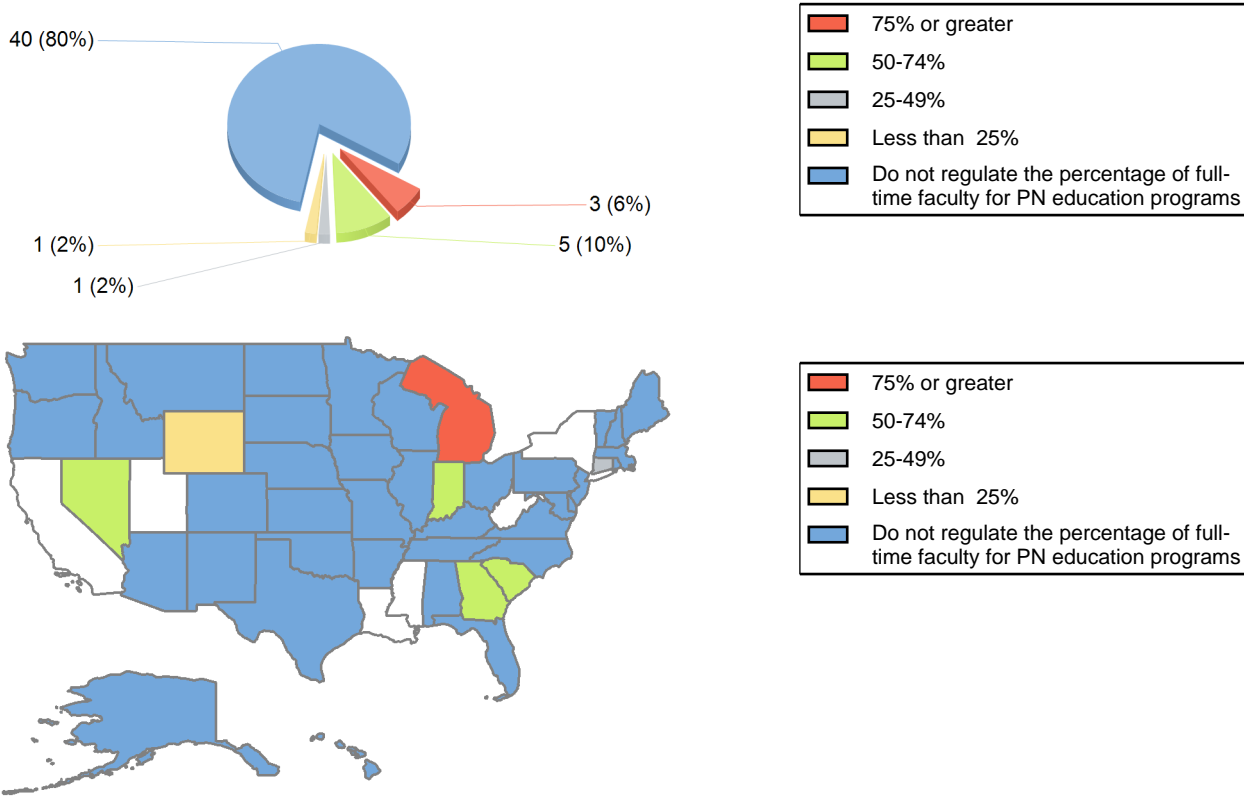 40 (80%)
3 (6%)
5 (10%)
1 (2%)
1 (2%)
75% or greater
50-74%
25-49%
Less than 25%
Do not regulate the percentage of full-
time faculty for PN education programs
75% or greater
50-74%
25-49%
Less than 25%
Do not regulate the percentage of full-
time faculty for PN education programs